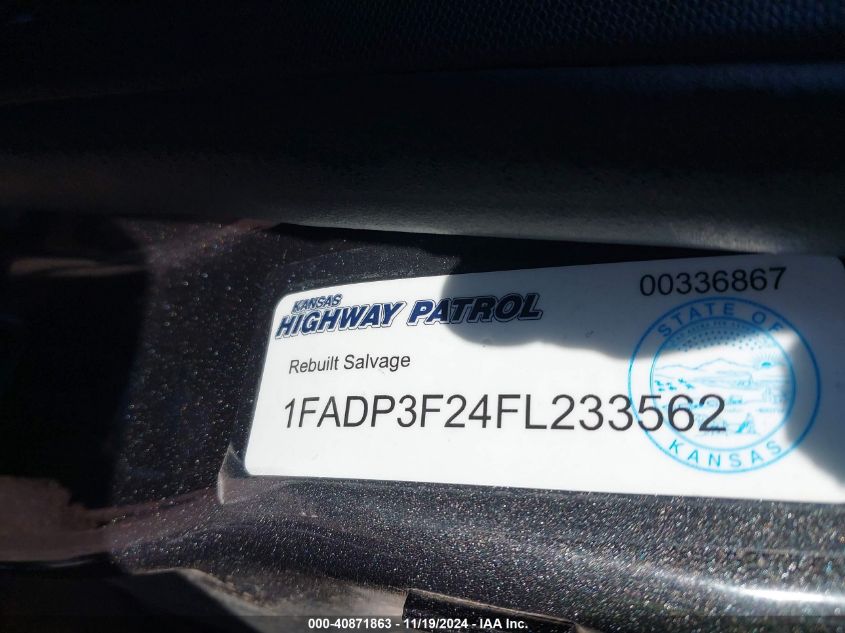 00336867
KANSAS
HIGHWAY PATROL
STATE OF
Rebuilt Salvage
1FADP3F24FL233562
KANSAS
000-40871863 - 11/19/2024 - IAA Inc.